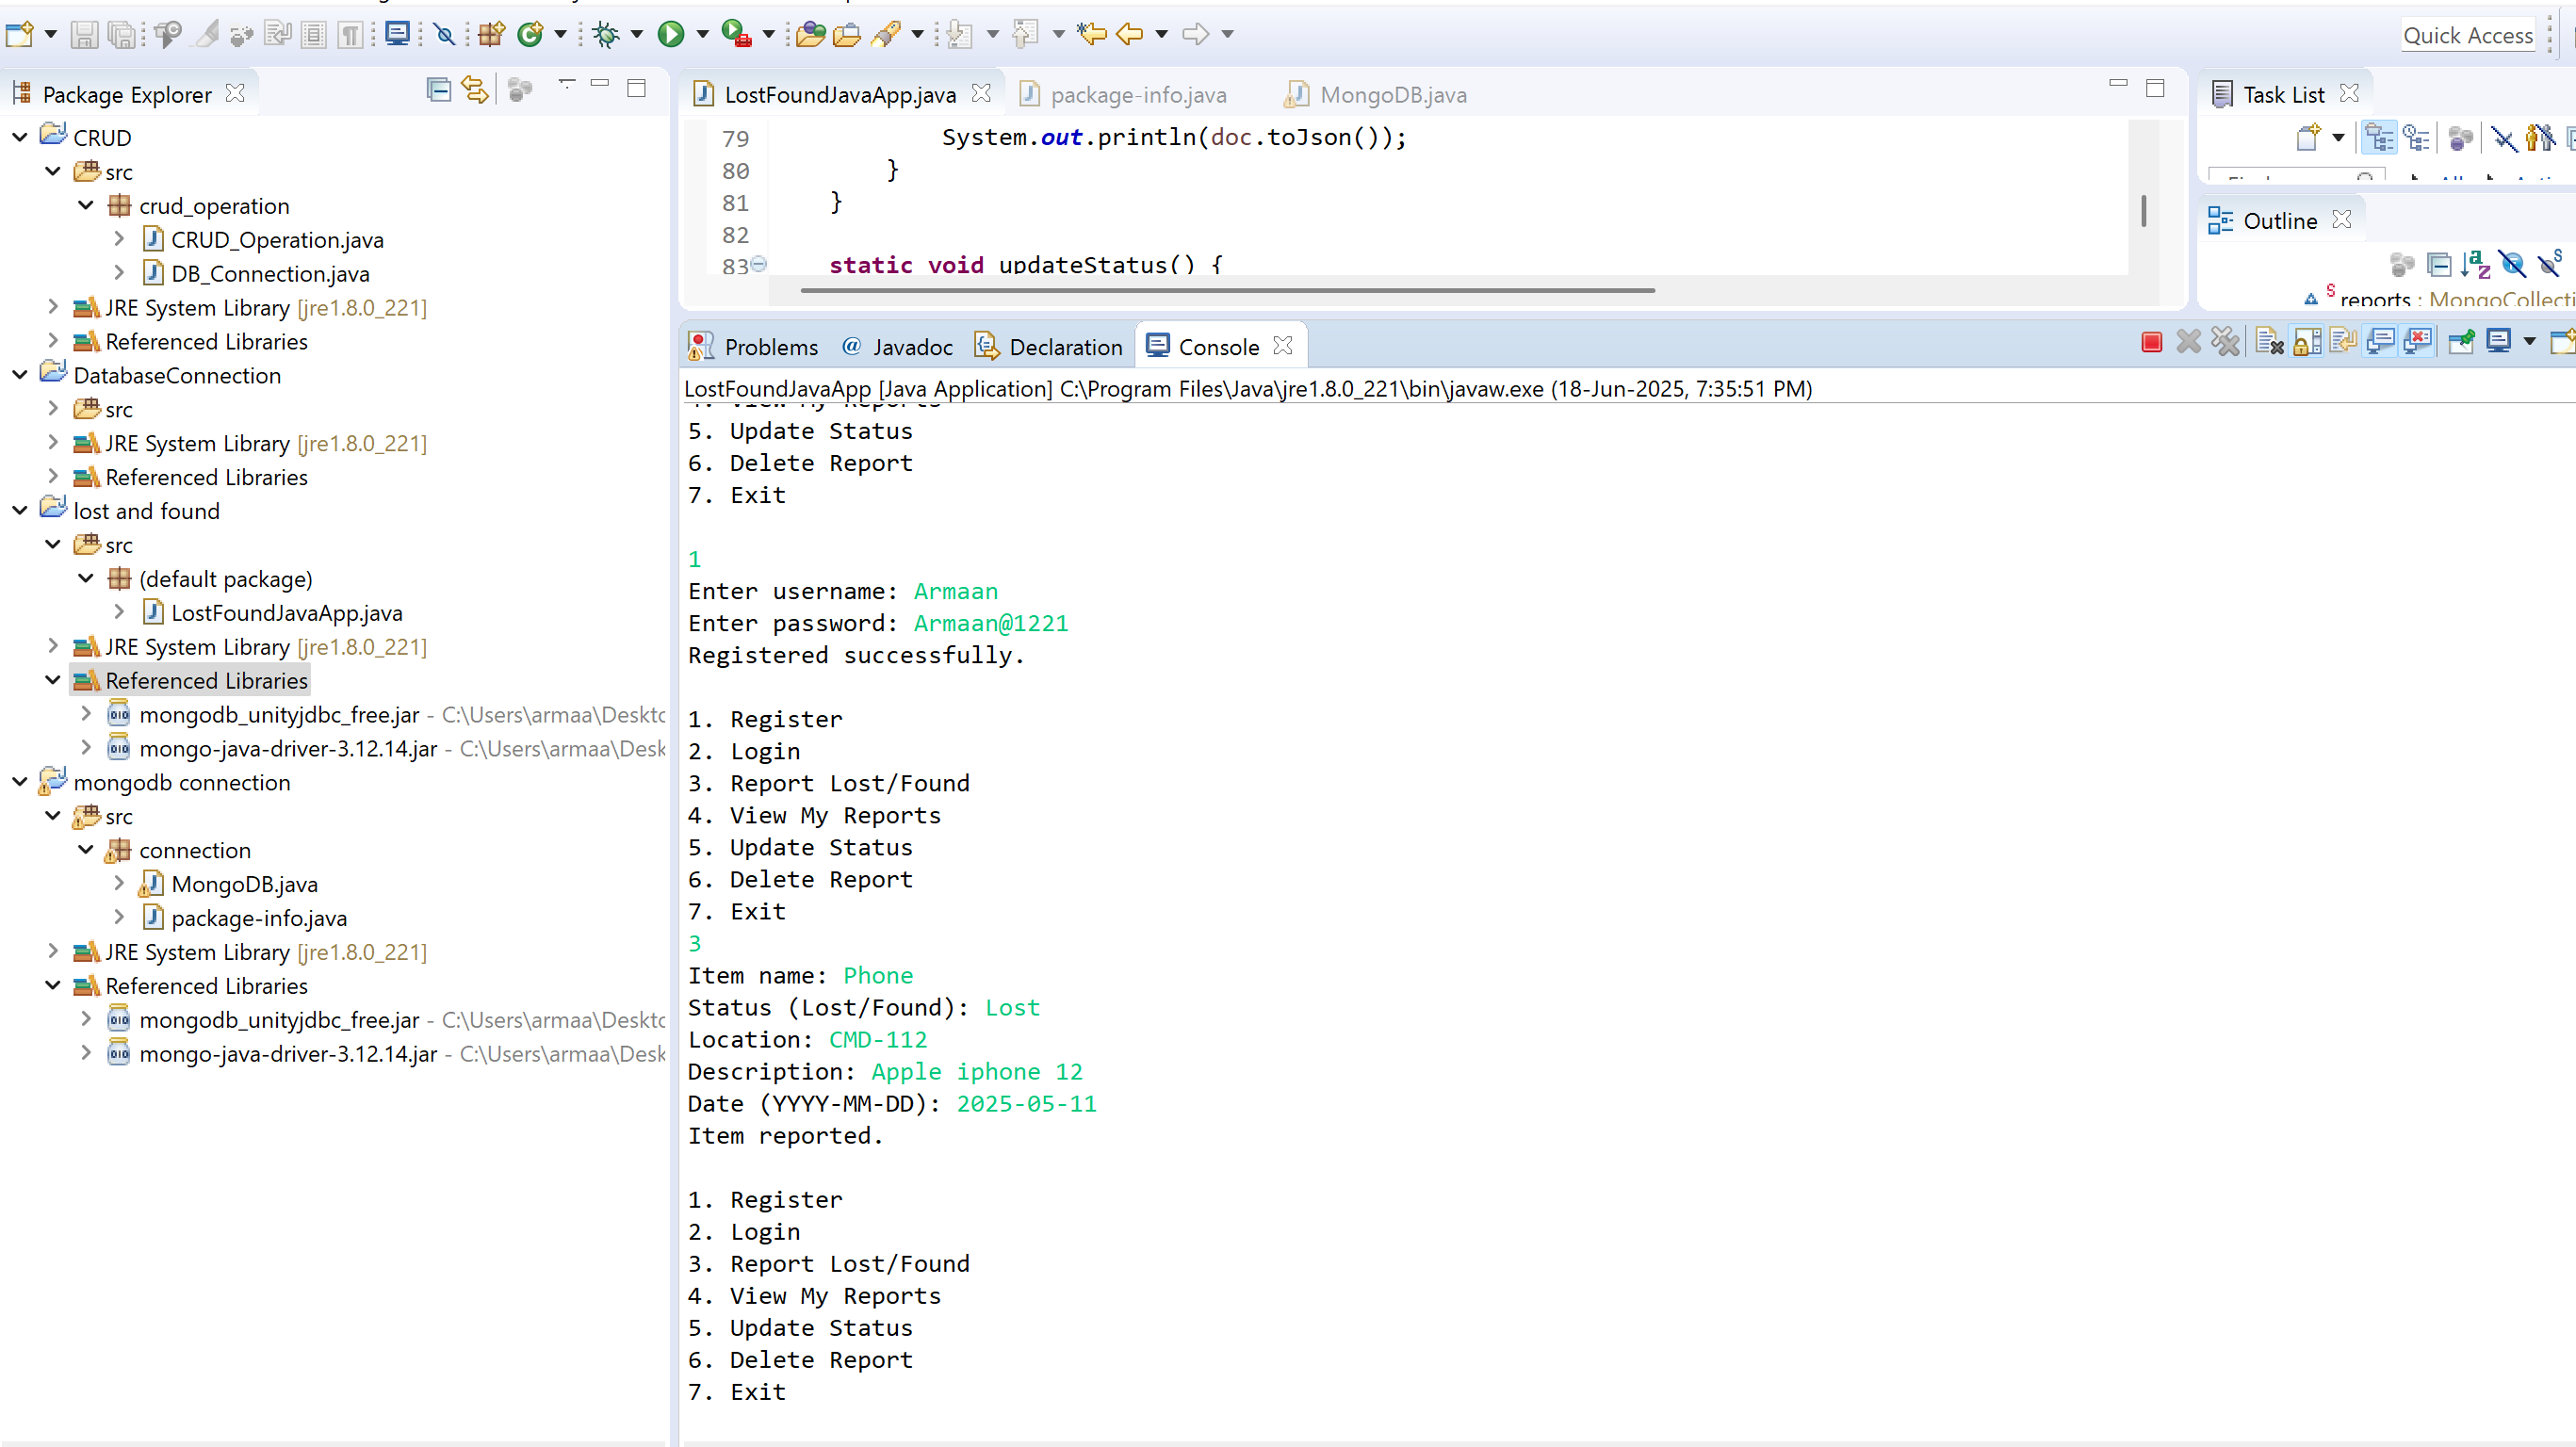 Quick Access
Package Explorer
CRUD
src
crud_operation
CRUD_Operation.java
DB_Connection.java
JRE System Library [jre1.8.0_221]
Referenced Libraries
DatabaseConnection
src
JRE System Library [jre1.8.0_221]
Referenced Libraries
lost and found
src
(default package)
LostFoundJavaApp.java
JRE System Library [jre1.8.0_221]
Referenced Libraries
mongodb_unityjdbc_free.jar - C:\Users\armaa\Deskto
mongo-java-driver-3.12.14.jar - C:\Users\armaa\Desk
mongodb connection
src
connection
MongoDB.java
package-info.java
JRE System Library [jre1.8.0_221]
Referenced Libraries
mongodb_unityjdbc_free.jar - C:\Users\armaa\Deskto
mongo-java-driver-3.12.14.jar - C:\Users\armaa\Desk
LostFoundJavaApp.java package-info.java MongoDB.java
79 System.out.println(doc.toJson());
80 }
81 }
82
83 static void updateStatus() {
Task List
Outline
reports : MongoCollecti
Problems @ Javadoc Declaration Console
LostFoundJavaApp [Java Application] C:\Program Files\Java\jre1.8.0_221\bin\javaw.exe (18-Jun-2025, 7:35:51 PM)
4. View My Reports
5. Update Status
6. Delete Report
7. Exit
1
Enter username: Armaan
Enter password: Armaan@1221
Registered successfully.
1. Register
2. Login
3. Report Lost/Found
4. View My Reports
5. Update Status
6. Delete Report
7. Exit
3
Item name: Phone
Status (Lost/Found): Lost
Location: CMD-112
Description: Apple iphone 12
Date (YYYY-MM-DD): 2025-05-11
Item reported.
1. Register
2. Login
3. Report Lost/Found
4. View My Reports
5. Update Status
6. Delete Report
7. Exit